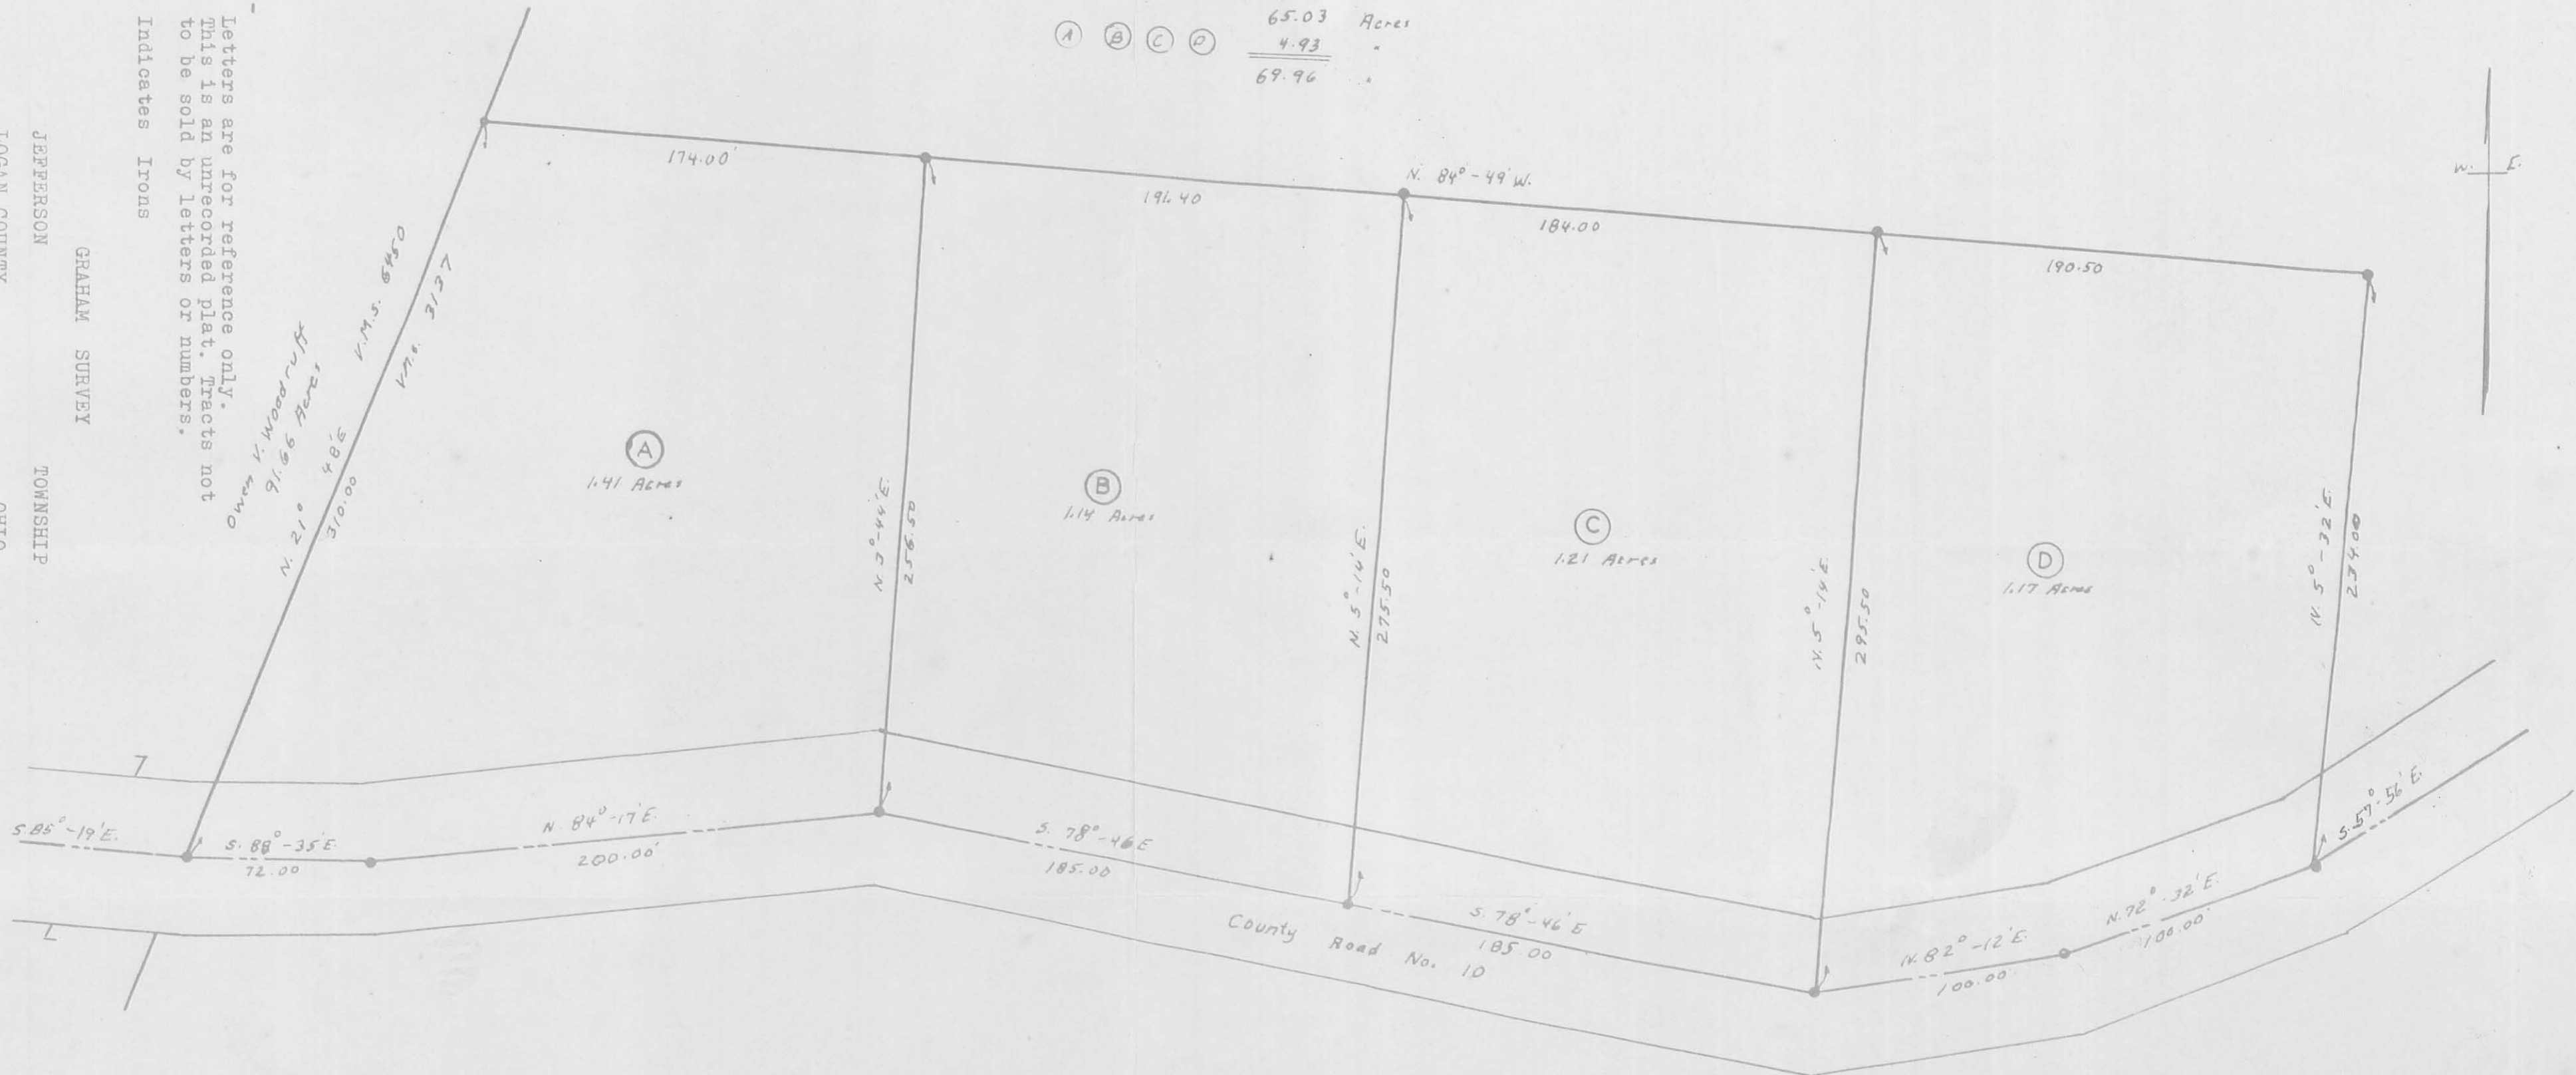 Letters are for reference only.
This is an unrecorded plat. Tracts not
to be sold by letters or numbers.
Indicates Irons
GRAHAM SURVEY
JEFFERSON TOWNSHIP
LOGAN COUNTY OHIO
A B C D
65.03 Acres
4.93 "
69.96 "
W. E.
174.00'
191.40
N. 84°-49' W.
184.00
190.50
V.M.S. 6450
V.M.S. 3137
Owen V. Woodruff
91.66 Acres
N. 21° 48' E
310.00
A
1.41 Acres
N. 3°-44' E.
256.50
B
1.14 Acres
N. 5°-14' E.
275.50
C
1.21 Acres
N. 5°-14' E.
295.50
D
1.17 Acres
N. 5°-32' E.
234.00
S. 85°-19' E.
S. 88°-35' E
72.00
N. 84°-17' E.
200.00'
S. 78°-46 E
185.00
S. 78°-46' E
185.00
County Road No. 10
N. 82°-12' E.
100.00
N. 72°-32' E.
100.00'
S. 57°-56' E.